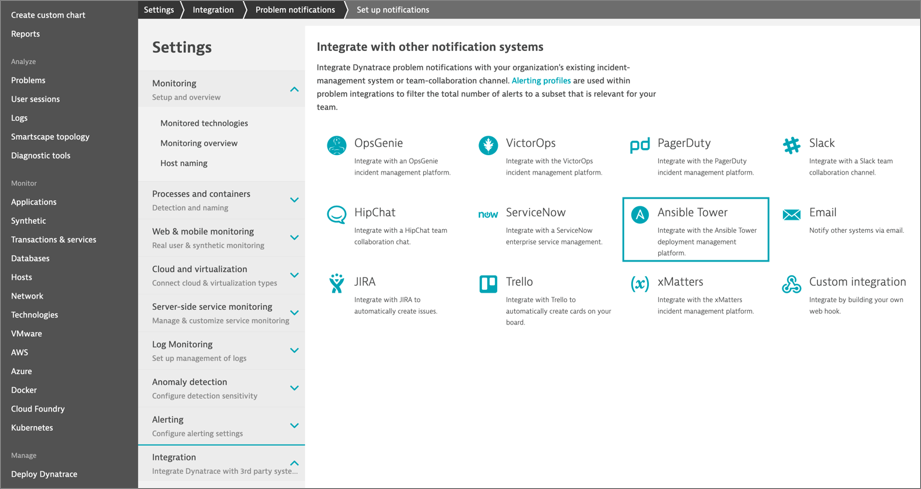 Create custom chart
Reports
Analyze
Problems
User sessions
Logs
Smartscape topology
Diagnostic tools
Monitor
Applications
Synthetic
Transactions & services
Databases
Hosts
Network
Technologies
VMware
AWS
Azure
Docker
Cloud Foundry
Kubernetes
Manage
Deploy Dynatrace
Settings
Integration
Problem notifications
Set up notifications
Settings
Monitoring
Setup and overview
Monitored technologies
Monitoring overview
Host naming
Processes and containers
Detection and naming
Web & mobile monitoring
Real user & synthetic monitoring
Cloud and virtualization
Connect cloud & virtualization types
Server-side service monitoring
Manage & customize service monitoring
Log Monitoring
Set up management of logs
Anomaly detection
Configure detection sensitivity
Alerting
Configure alerting settings
Integration
Integrate Dynatrace with 3rd party syste...
Integrate with other notification systems
Integrate Dynatrace problem notifications with your organization's existing incident-
management system or team-collaboration channel. Alerting profiles are used within
problem integrations to filter the total number of alerts to a subset that is relevant for your
team.
OpsGenie
Integrate with an OpsGenie
incident management platform.
VictorOps
Integrate with the VictorOps
incident management platform.
pd
PagerDuty
Integrate with the PagerDuty
incident management platform.
Slack
Integrate with a Slack team
collaboration channel.
HipChat
Integrate with a HipChat team
collaboration chat.
now
ServiceNow
Integrate with a ServiceNow
enterprise service management.
A
Ansible Tower
Integrate with the Ansible Tower
deployment management
platform.
Email
Notify other systems via email.
JIRA
Integrate with JIRA to
automatically create issues.
Trello
Integrate with Trello to
automatically create cards on your
board.
(x)
xMatters
Integrate with the xMatters
incident management platform.
Custom integration
Integrate by building your own
web hook.